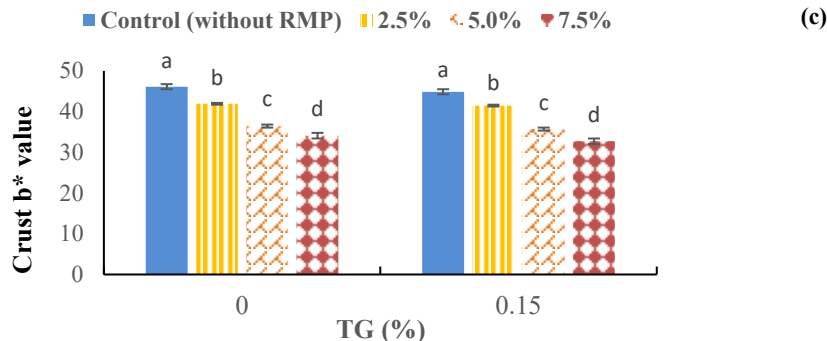 Control (without RMP) 2.5% 5.0% 7.5% (c)
Crust b* value
50
40
30
20
10
0
a b c d a b c d
0 0.15
TG (%)